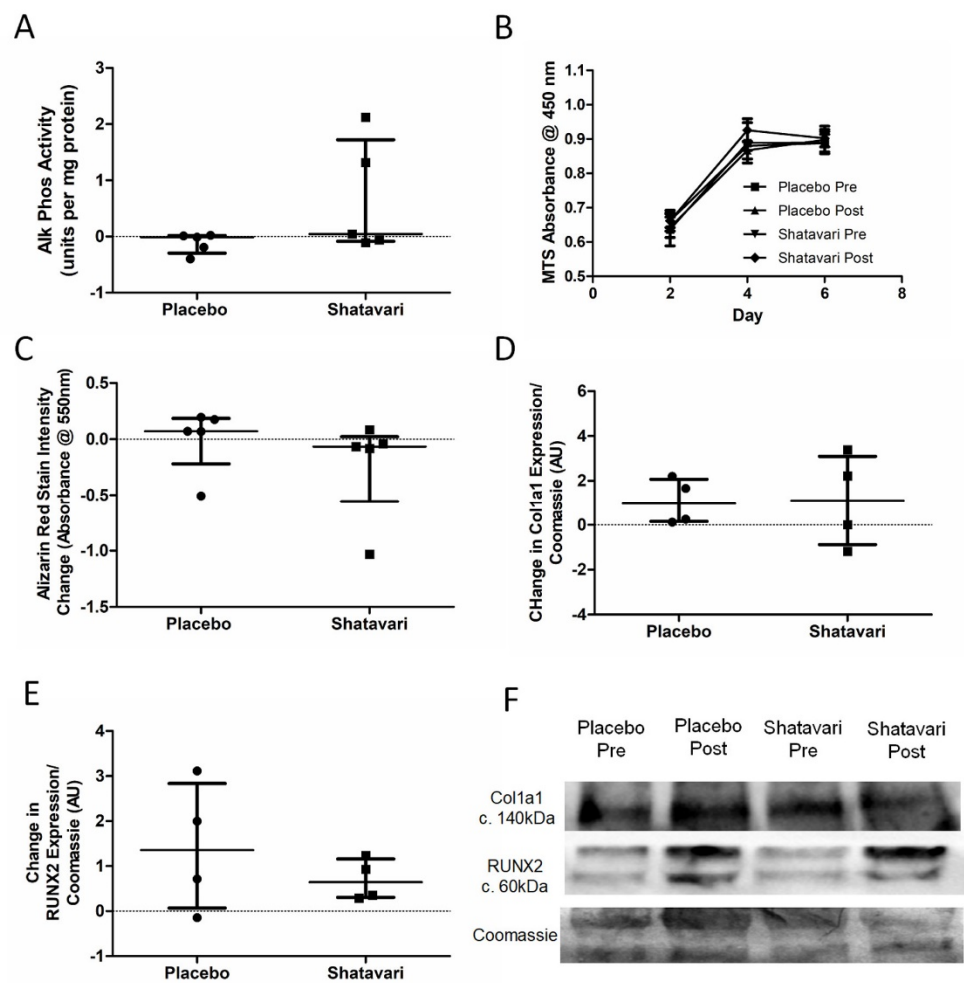 A
Alk Phos Activity
(units per mg protein)
3
2
1
0
-1
Placebo
Shatavari
B
MTS Absorbance @ 450 nm
1.1
1.0
0.9
0.8
0.7
0.6
0.5
0
2
4
6
8
Day
Placebo Pre
Placebo Post
Shatavari Pre
Shatavari Post
C
Alizarin Red Stain Intensity
Change (Absorbance @ 550nm)
0.5
0.0
-0.5
-1.0
-1.5
Placebo
Shatavari
D
CHange in Col1a1 Expression/
Coomassie (AU)
6
4
2
0
-2
-4
Placebo
Shatavari
E
Change in
RUNX2 Expression/
Coomassie (AU)
4
3
2
1
0
-1
Placebo
Shatavari
F
Placebo
Pre
Placebo
Post
Shatavari
Pre
Shatavari
Post
Col1a1
c. 140kDa
RUNX2
c. 60kDa
Coomassie